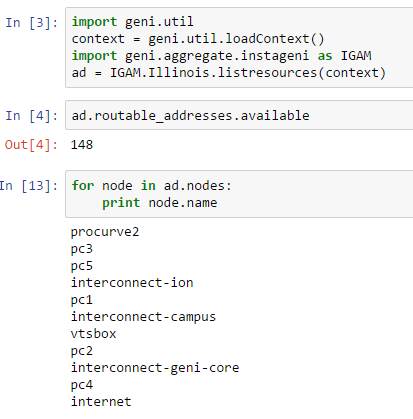 In [3]: import geni.util
context = geni.util.loadContext()
import geni.aggregate.instageni as IGAM
ad = IGAM.Illinois.listresources(context)
In [4]: ad.routable_addresses.available
Out[4]: 148
In [13]: for node in ad.nodes:
print node.name
procurve2
pc3
pc5
interconnect-ion
pc1
interconnect-campus
vtsbox
pc2
interconnect-geni-core
pc4
internet